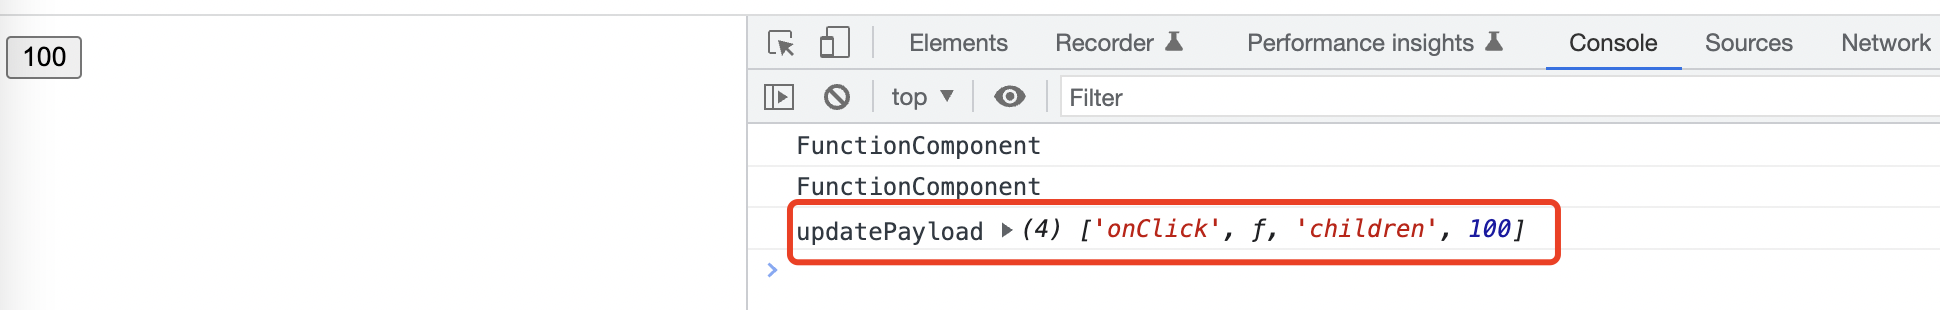 100
Elements Recorder Performance insights Console Sources Network
top Filter
FunctionComponent
FunctionComponent
updatePayload (4) ['onClick', ƒ, 'children', 100]